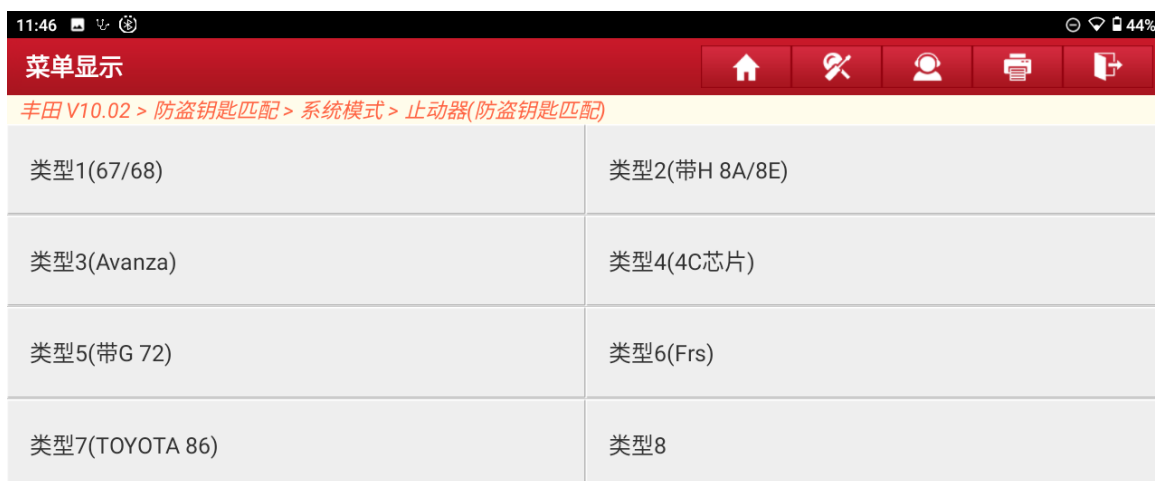 11:46 44%
菜单显示
丰田 V10.02 > 防盗钥匙匹配 > 系统模式 > 止动器(防盗钥匙匹配)
类型1(67/68) 类型2(带H 8A/8E)
类型3(Avanza) 类型4(4C芯片)
类型5(带G 72) 类型6(Frs)
类型7(TOYOTA 86) 类型8